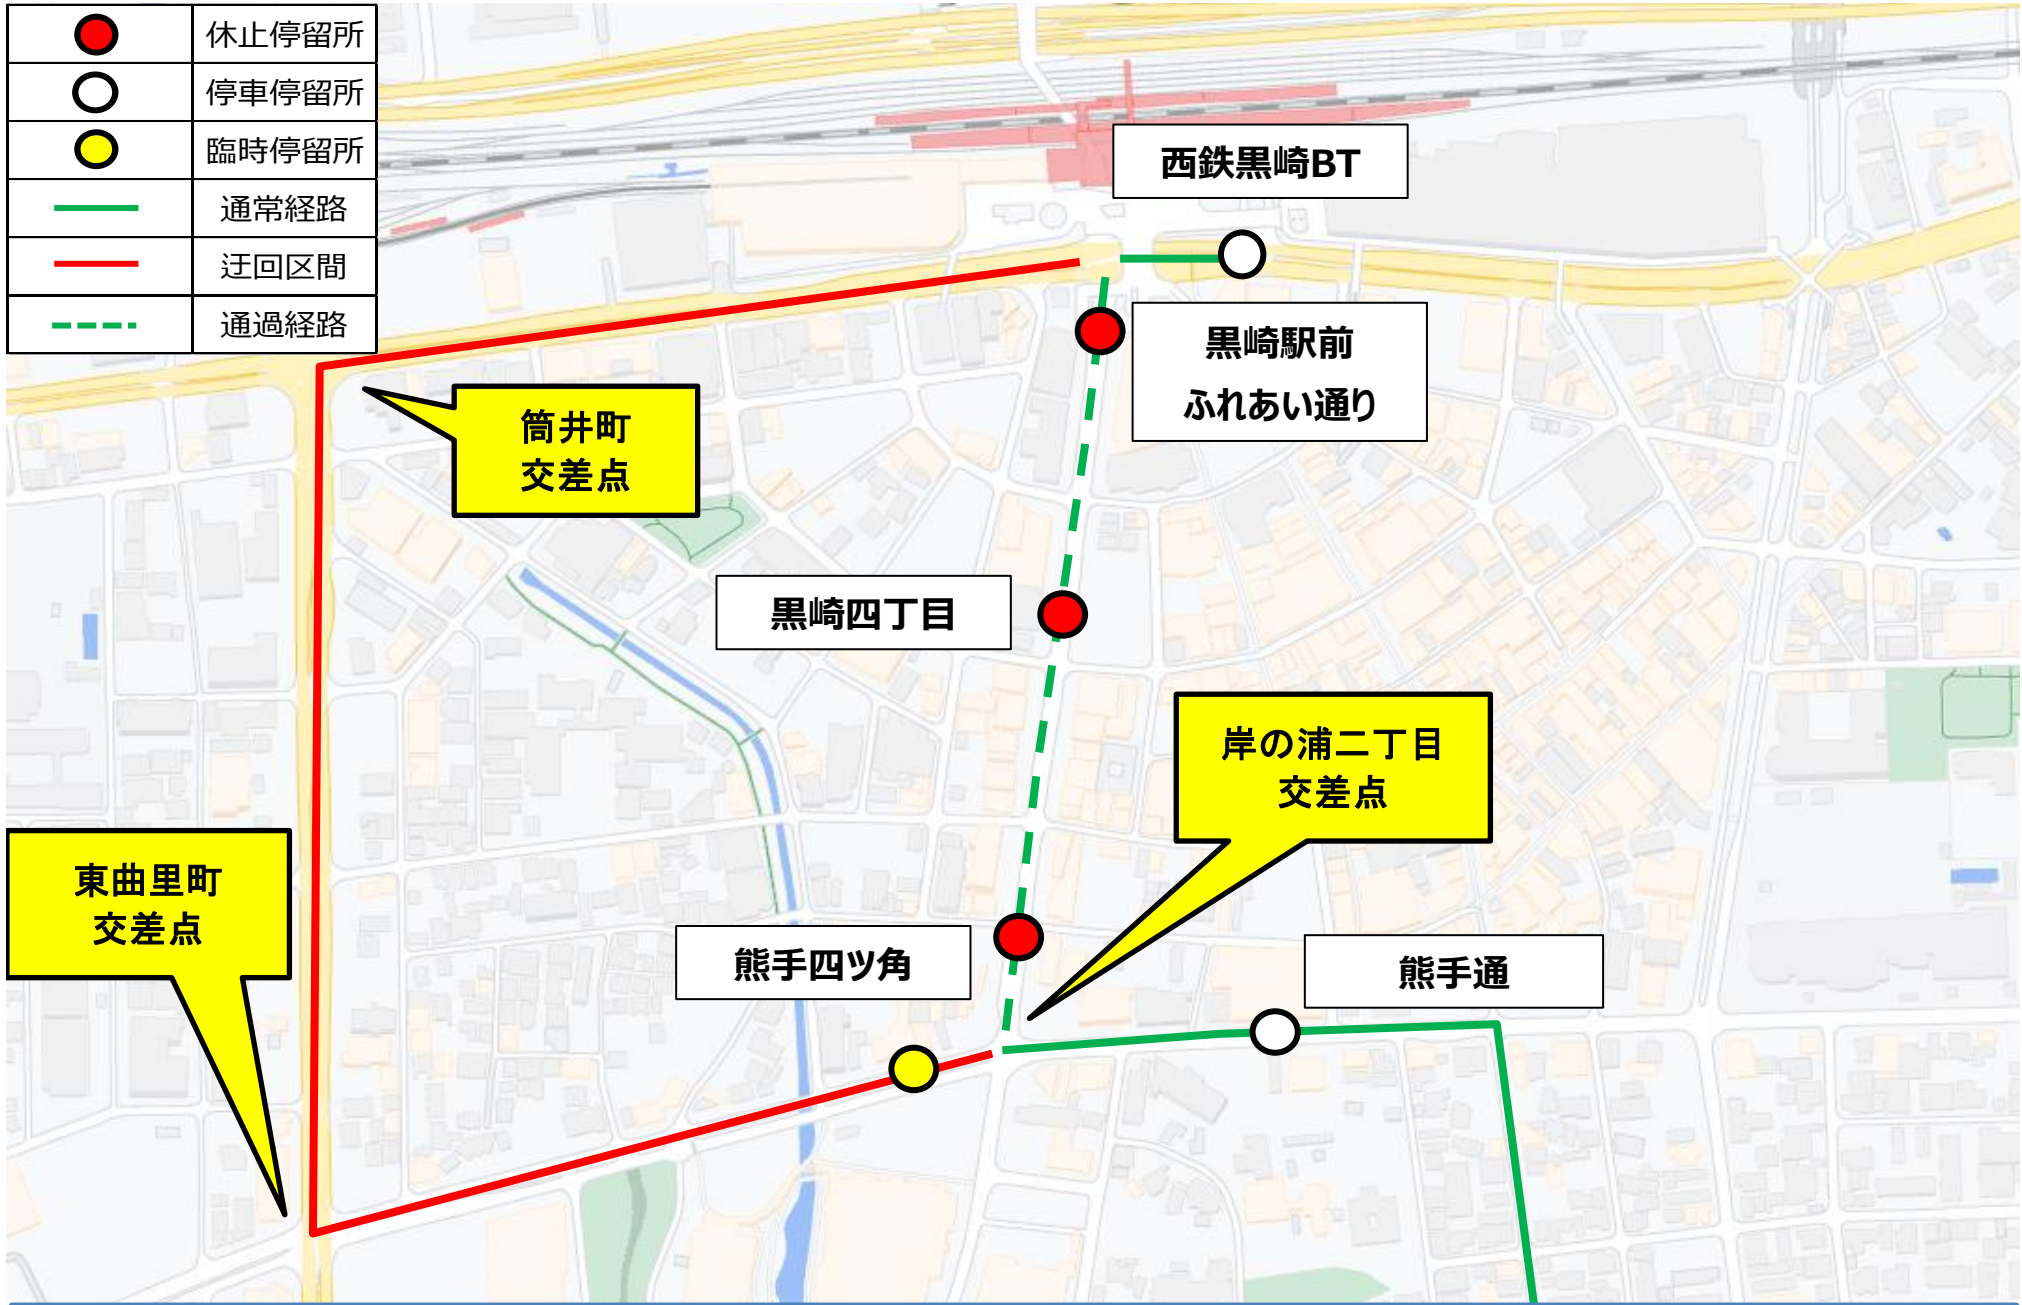 休止停留所
停車停留所
臨時停留所
通常経路
迂回区間
通過経路
西鉄黒崎BT
黒崎駅前
ふれあい通り
筒井町
交差点
黒崎四丁目
岸の浦二丁目
交差点
東曲里町
交差点
熊手四ツ角
熊手通